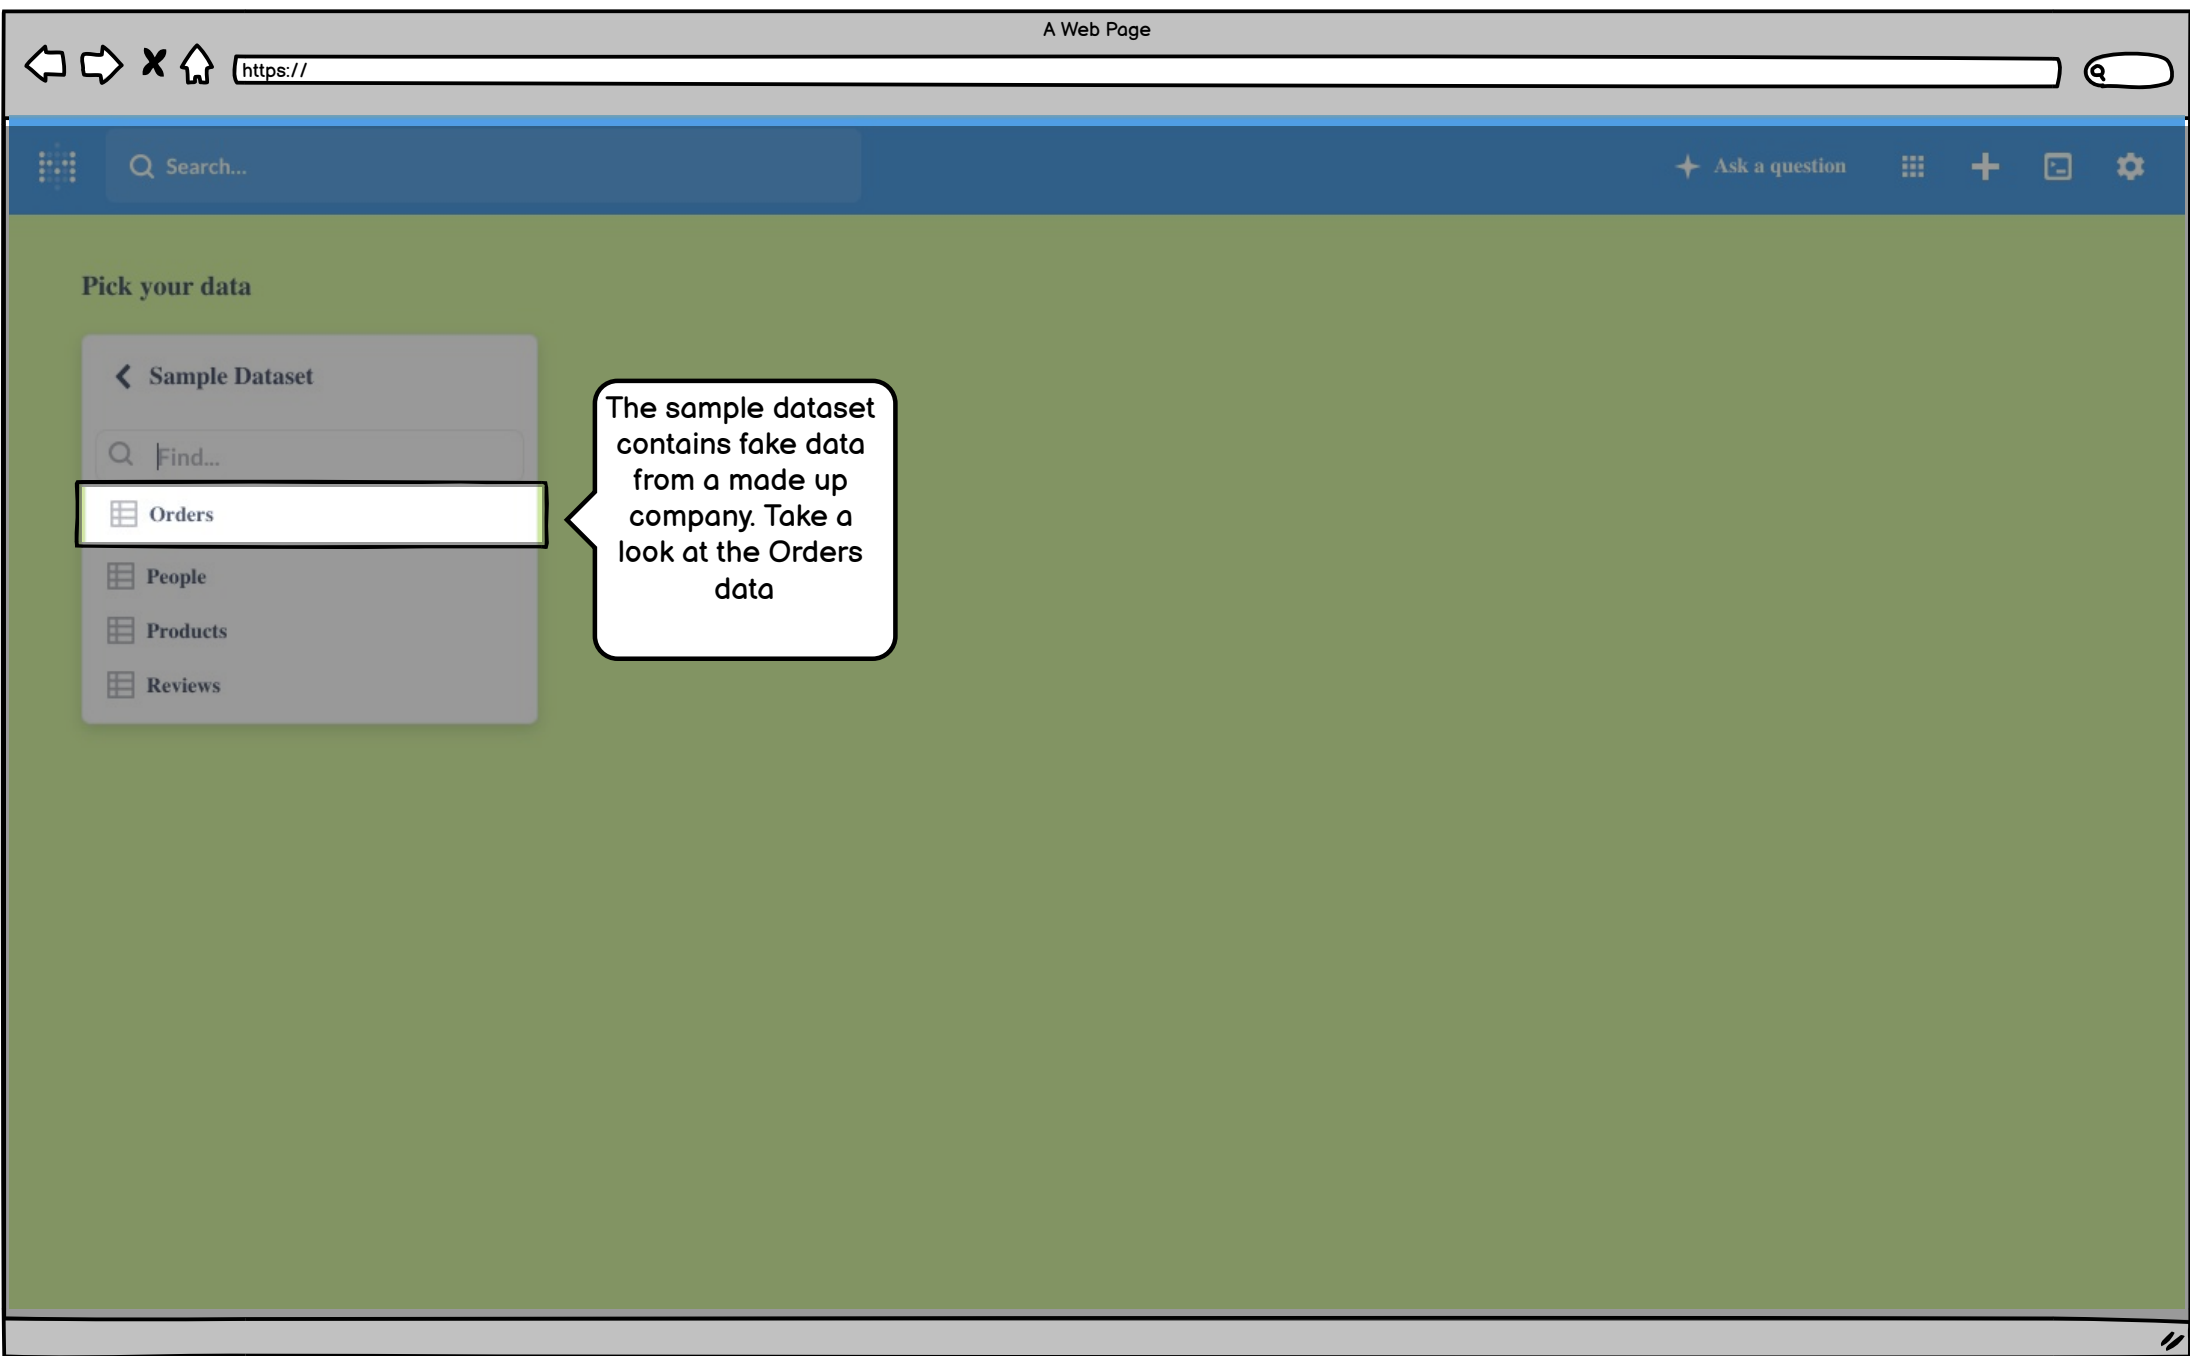 A Web Page
https://
Search...
Ask a question
Pick your data
Sample Dataset
Find...
Orders
People
Products
Reviews
The sample dataset
contains fake data
from a made up
company. Take a
look at the Orders
data